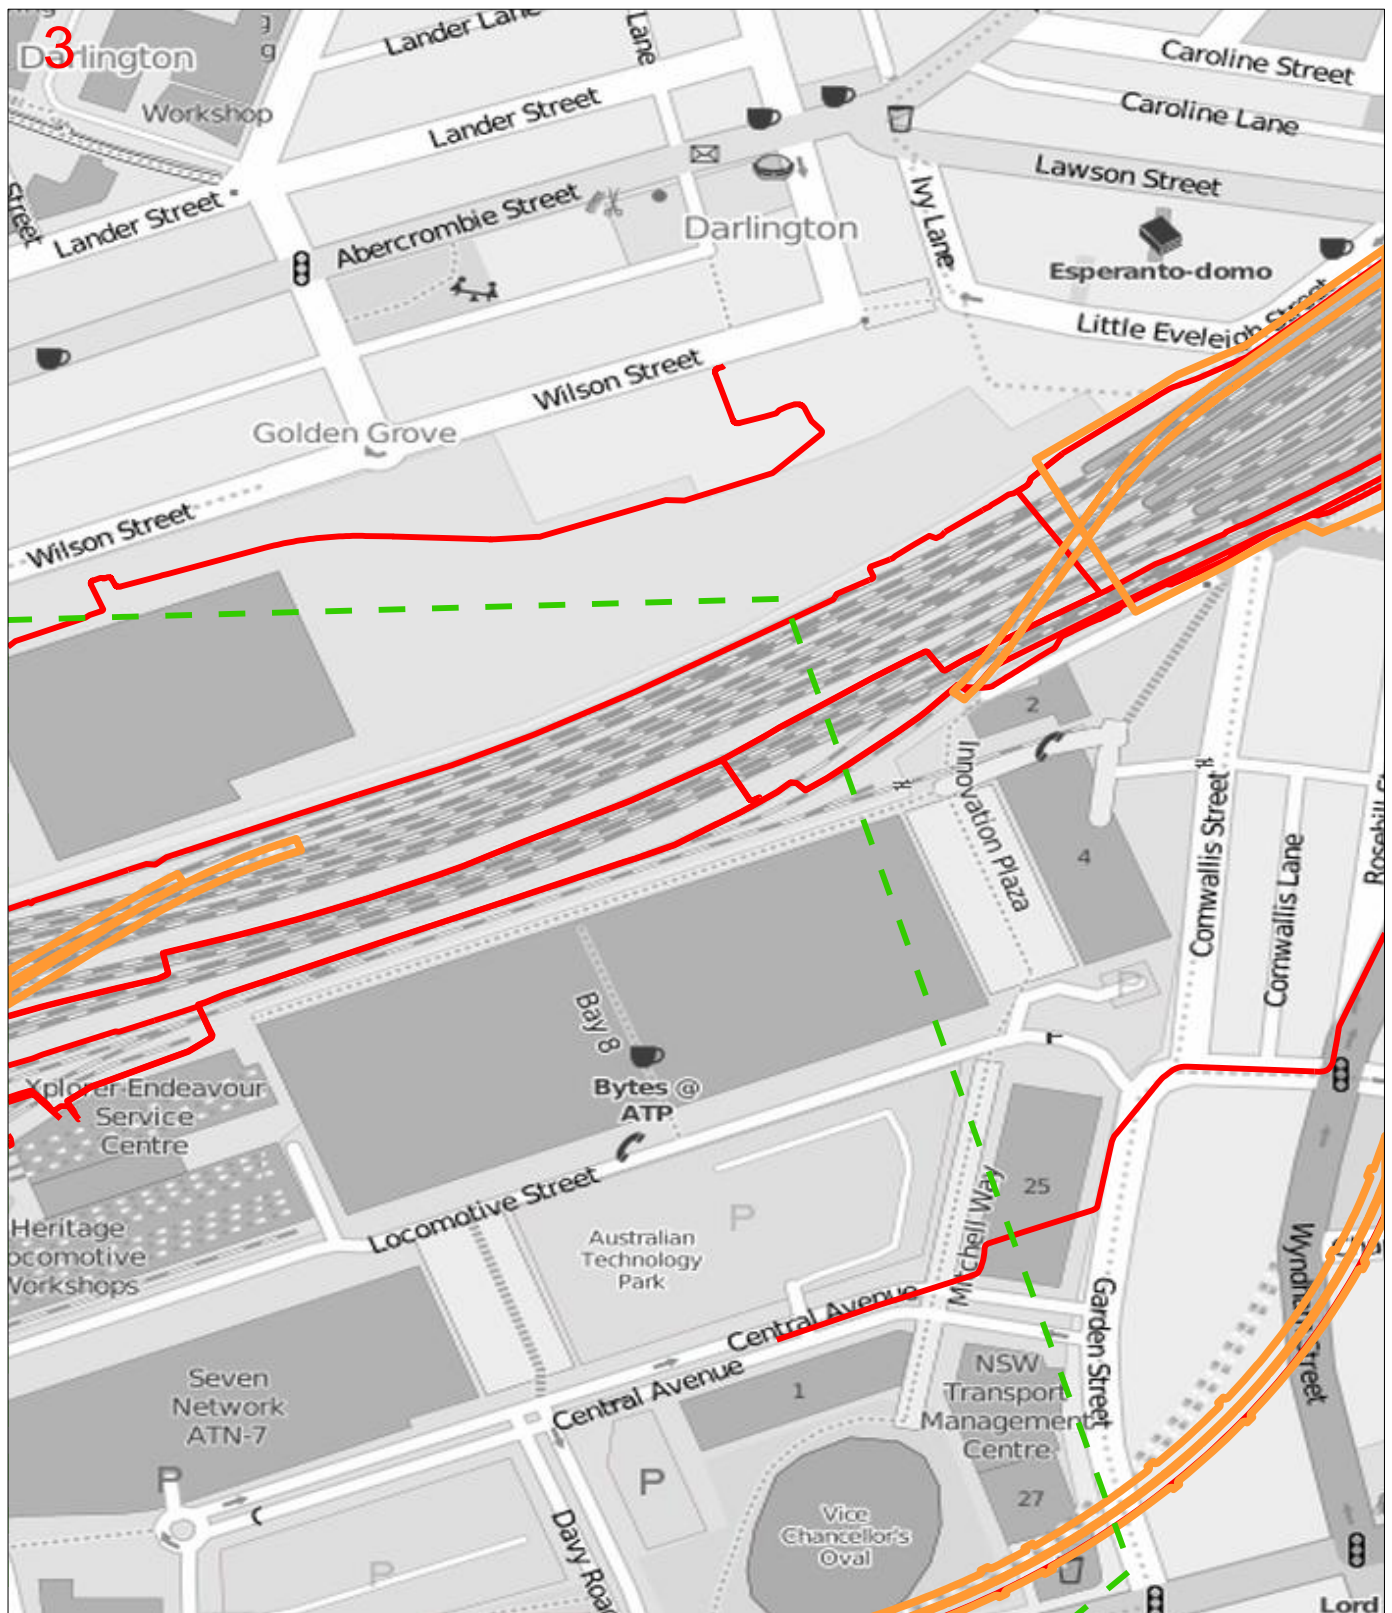 3
Darlington
Workshop
Lander Lane
Lane
Caroline Street
Caroline Lane
Lander Street
Lawson Street
Street
Lander Street
Abercrombie Street
Ivy Lane
Darlington
Esperanto-domo
Little Eveleigh Street
Wilson Street
Golden Grove
Wilson Street
2
Innovation Plaza
4
Cornwallis Street
Cornwallis Lane
Bay 8
P
Bytes @
ATP
Xplorer Endeavour
Service
Centre
25
Mitchell Way
Locomotive Street
P
Australian
Technology
Park
Heritage
Locomotive
Workshops
Central Avenue
Garden Street
Wyndham Street
Seven
Network
ATN-7
Central Avenue
1
NSW
Transport
Management
Centre
P
P
27
Vice
Chancellor's
Oval
Davy Road
P
Lord